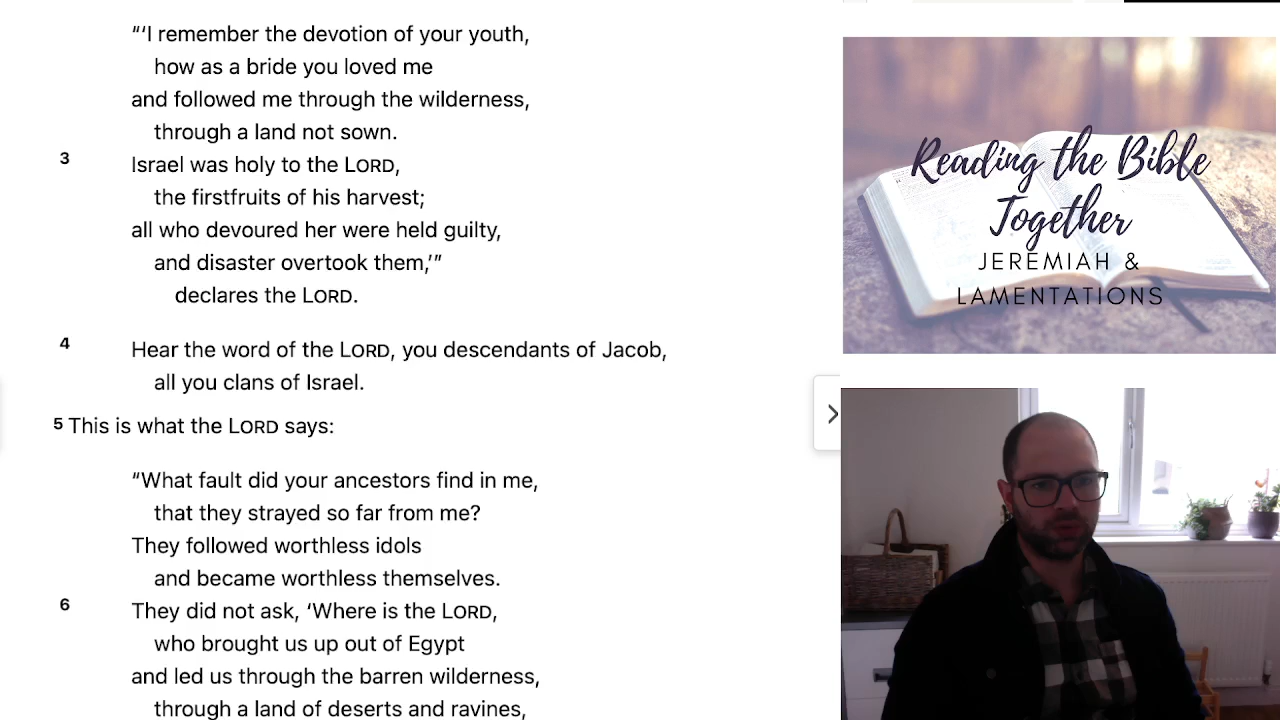 “‘I remember the devotion of your youth,
how as a bride you loved me
and followed me through the wilderness,
through a land not sown.
3 Israel was holy to the LORD,
the firstfruits of his harvest;
all who devoured her were held guilty,
and disaster overtook them,’”
declares the LORD.
4 Hear the word of the LORD, you descendants of Jacob,
all you clans of Israel.
5 This is what the LORD says:
“What fault did your ancestors find in me,
that they strayed so far from me?
They followed worthless idols
and became worthless themselves.
6 They did not ask, ‘Where is the LORD,
who brought us up out of Egypt
and led us through the barren wilderness,
through a land of deserts and ravines,
Reading the Bible
Together
JEREMIAH &
LAMENTATIONS